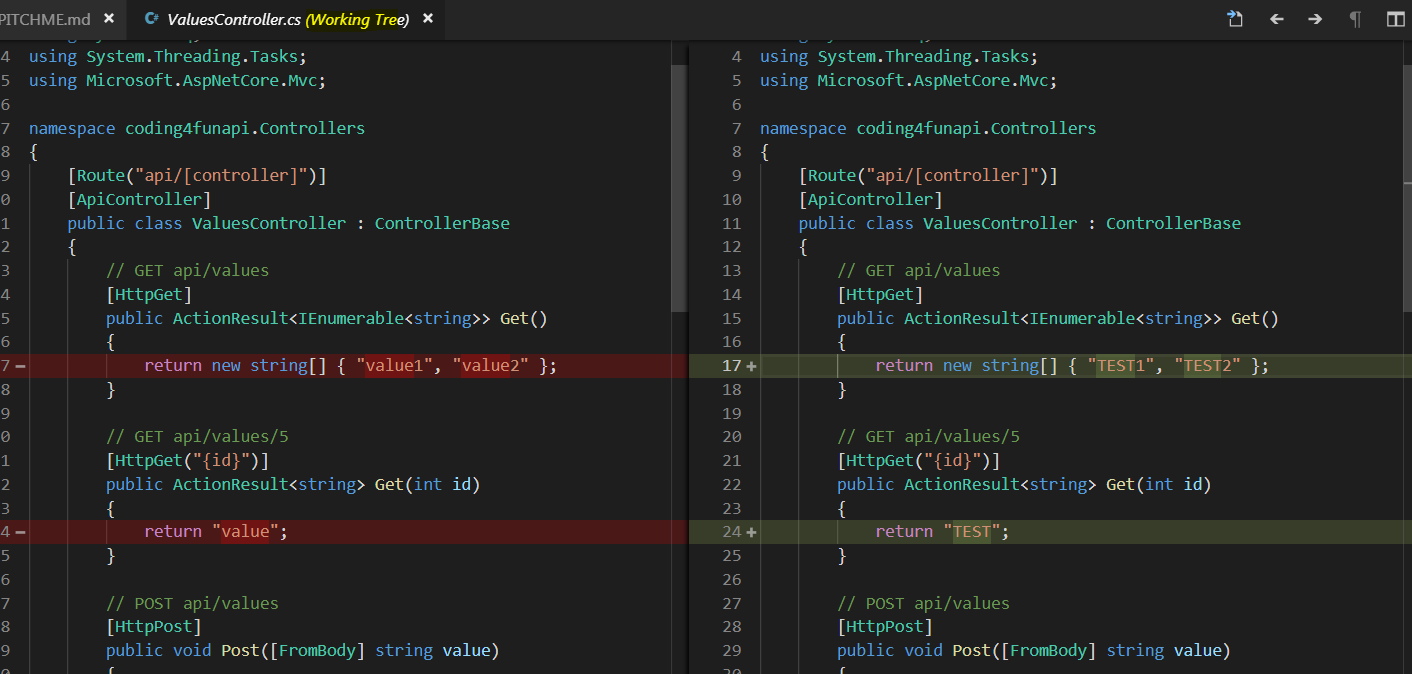 PITCHME.md × C# ValuesController.cs (Working Tree) ×
4 using System.Threading.Tasks;
5 using Microsoft.AspNetCore.Mvc;
6
7 namespace coding4funapi.Controllers
8 {
9 [Route("api/[controller]")]
0 [ApiController]
1 public class ValuesController : ControllerBase
2 {
3 // GET api/values
4 [HttpGet]
5 public ActionResult<IEnumerable<string>> Get()
6 {
7 − return new string[] { "value1", "value2" };
8 }
9
0 // GET api/values/5
1 [HttpGet("{id}")]
2 public ActionResult<string> Get(int id)
3 {
4 − return "value";
5 }
6
7 // POST api/values
8 [HttpPost]
9 public void Post([FromBody] string value)
{
4 using System.Threading.Tasks;
5 using Microsoft.AspNetCore.Mvc;
6
7 namespace coding4funapi.Controllers
8 {
9 [Route("api/[controller]")]
10 [ApiController]
11 public class ValuesController : ControllerBase
12 {
13 // GET api/values
14 [HttpGet]
15 public ActionResult<IEnumerable<string>> Get()
16 {
17 + return new string[] { "TEST1", "TEST2" };
18 }
19
20 // GET api/values/5
21 [HttpGet("{id}")]
22 public ActionResult<string> Get(int id)
23 {
24 + return "TEST";
25 }
26
27 // POST api/values
28 [HttpPost]
29 public void Post([FromBody] string value)
30 {